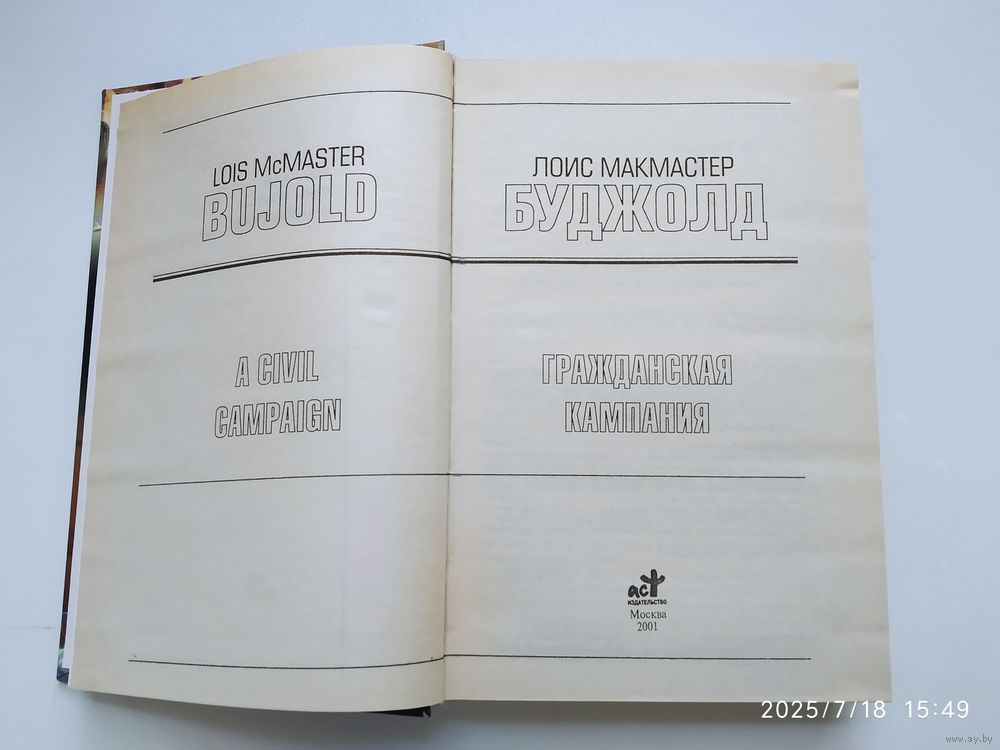 LOIS McMASTER
BUJOLD
A CIVIL
CAMPAIGN
ЛОИС МАКМАСТЕР
БУДЖОЛД
ГРАЖДАНСКАЯ
КАМПАНИЯ
аст
ИЗДАТЕЛЬСТВО
Москва
2001
2025/7/18 15:49
www.ay.by